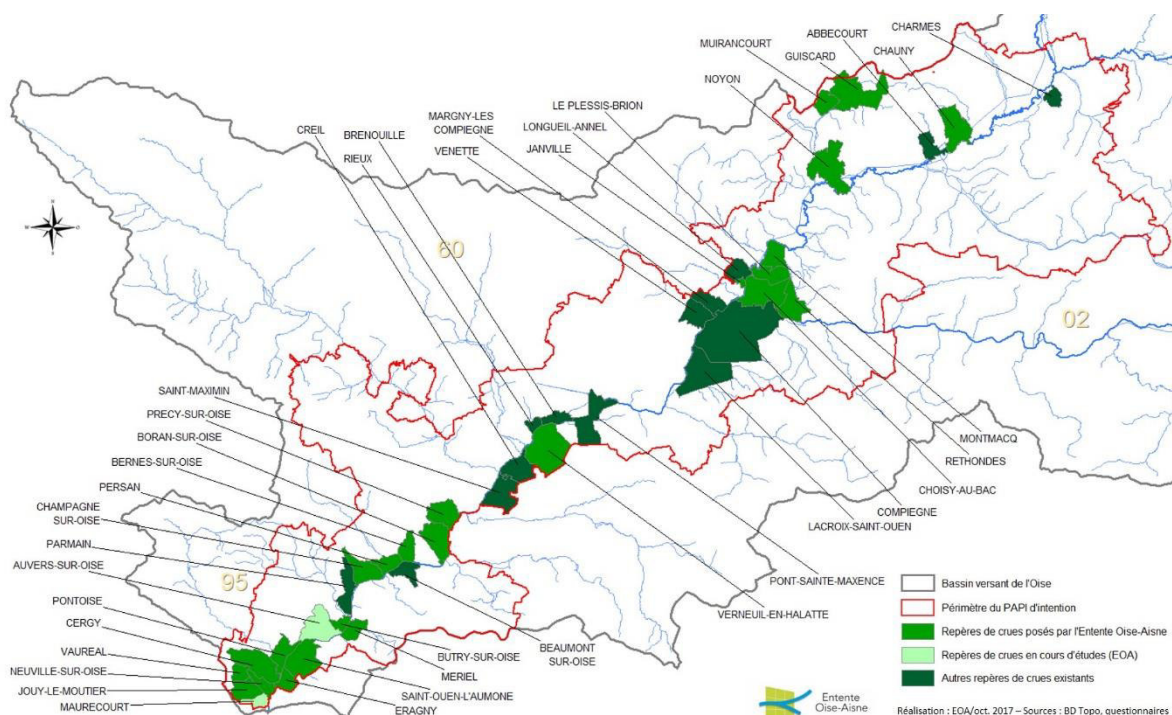 CHARMES
ABBECOURT
MUIRANCOURT
GUISCARD
CHAUNY
NOYON
LE PLESSIS-BRION
MARGNY-LES
COMPIEGNE
LONGUEIL-ANNEL
BRENOUILLE
CREIL
VENETTE
JANVILLE
RIEUX
N
O
S
60
02
SAINT-MAXIMIN
PRECY-SUR-OISE
BORAN-SUR-OISE
BERNES-SUR-OISE
PERSAN
CHAMPAGNE
SUR-OISE
PARMAIN
AUVERS-SUR-OISE
95
PONTOISE
CERGY
VAUREAL
NEUVILLE-SUR-OISE
JOUY-LE-MOUTIER
MAURECOURT
MONTMACQ
RETHONDES
CHOISY-AU-BAC
COMPIEGNE
LACROIX-SAINT-OUEN
PONT-SAINTE-MAXENCE
VERNEUIL-EN-HALATTE
BEAUMONT
SUR-OISE
BUTRY-SUR-OISE
MERIEL
SAINT-OUEN-L'AUMONE
ERAGNY
Bassin versant de l'Oise
Périmètre du PAPI d'intention
Repères de crues posés par l'Entente Oise-Aisne
Repères de crues en cours d'études (EOA)
Autres repères de crues existants
Entente
Oise-Aisne
Réalisation : EOA/oct. 2017 – Sources : BD Topo, questionnaires